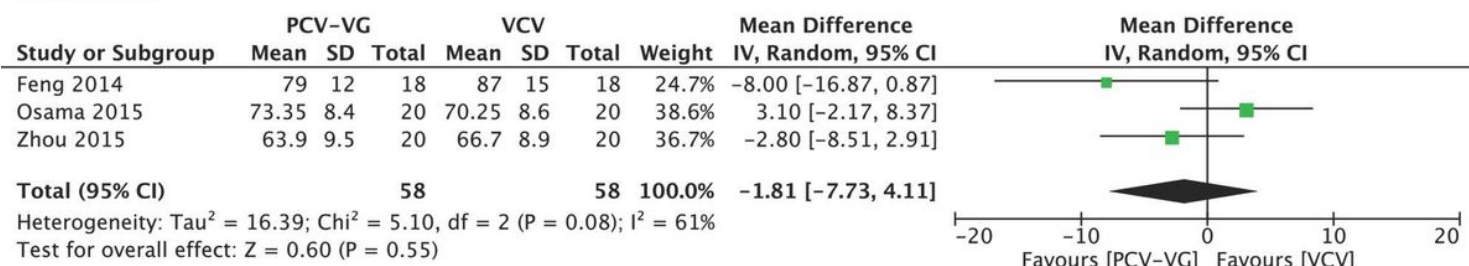 PCV-VG VCV Mean Difference Mean Difference
Study or Subgroup Mean SD Total Mean SD Total Weight IV, Random, 95% CI IV, Random, 95% CI
Feng 2014 79 12 18 87 15 18 24.7% -8.00 [-16.87, 0.87]
Osama 2015 73.35 8.4 20 70.25 8.6 20 38.6% 3.10 [-2.17, 8.37]
Zhou 2015 63.9 9.5 20 66.7 8.9 20 36.7% -2.80 [-8.51, 2.91]
Total (95% CI) 58 58 100.0% -1.81 [-7.73, 4.11]
Heterogeneity: Tau² = 16.39; Chi² = 5.10, df = 2 (P = 0.08); I² = 61%
Test for overall effect: Z = 0.60 (P = 0.55)
-20 -10 0 10 20
Favours [PCV-VG] Favours [VCV]